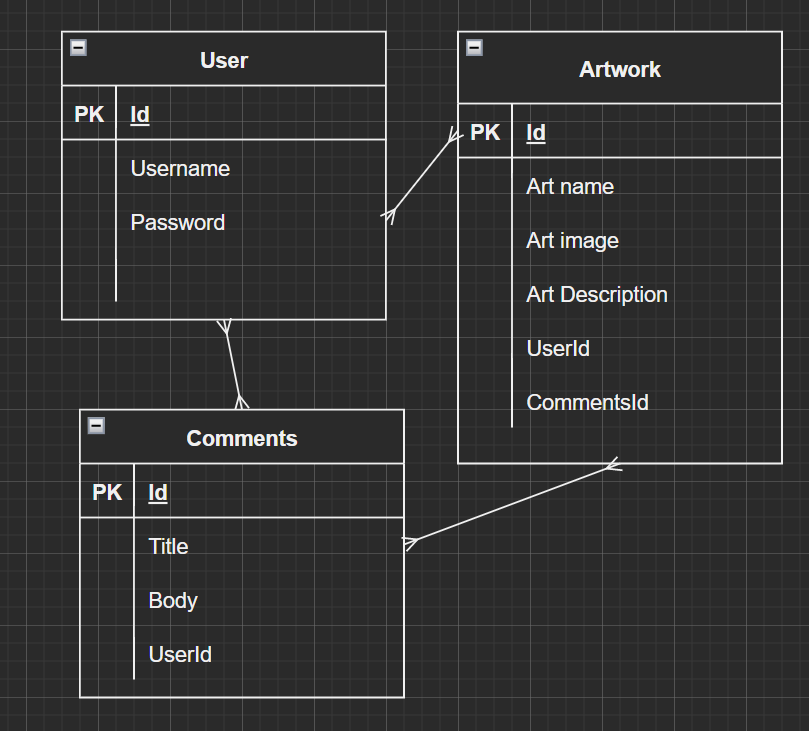 User
PK Id
Username
Password
Artwork
PK Id
Art name
Art image
Art Description
UserId
CommentsId
Comments
PK Id
Title
Body
UserId